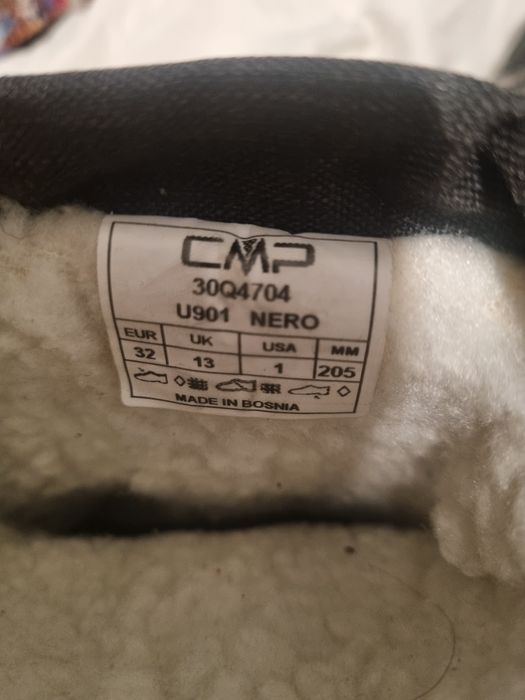 CMP
30Q4704
U901 NERO
EUR UK USA MM
32 13 1 205
MADE IN BOSNIA